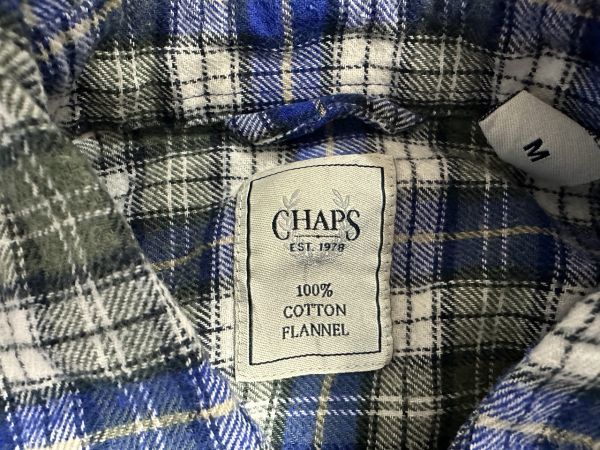 CHAPS
EST. 1978
100%
COTTON
FLANNEL
M